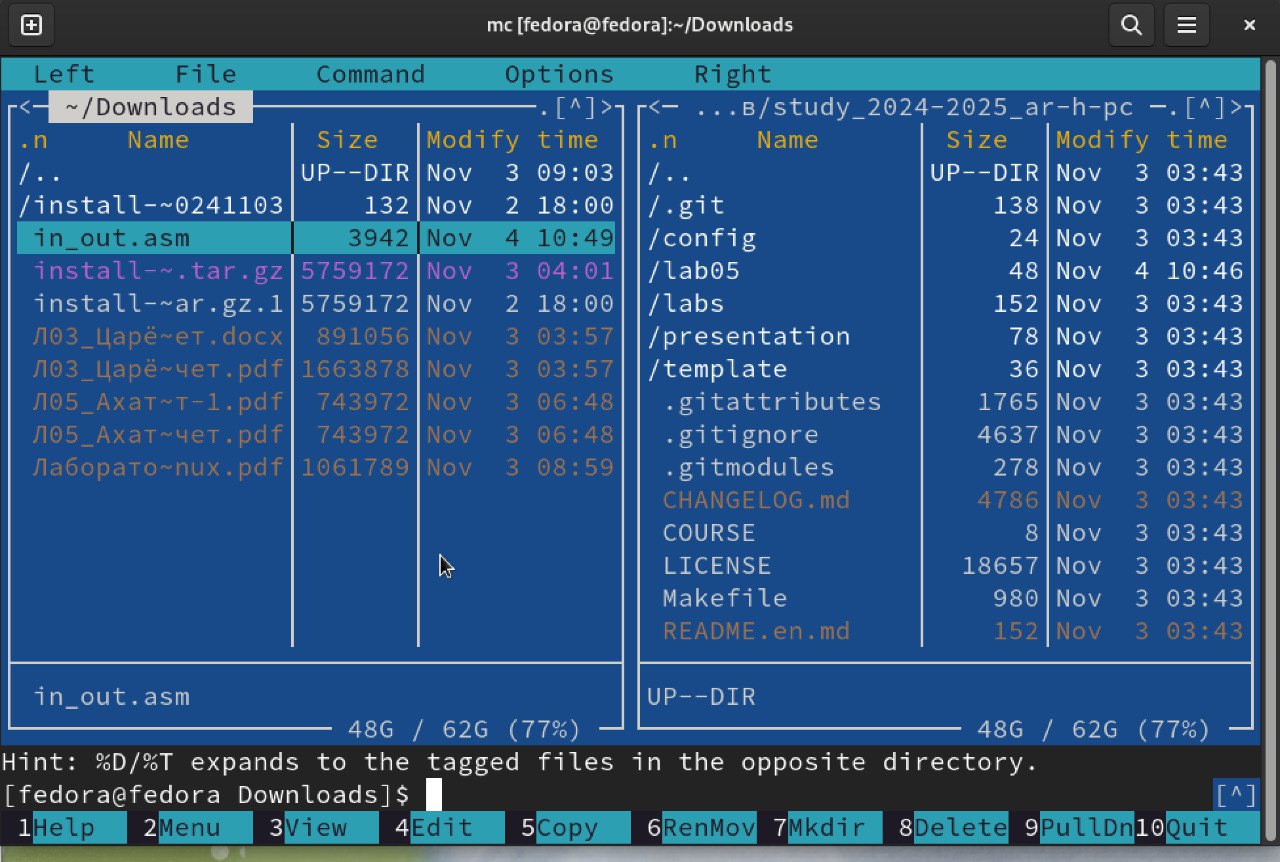 mc [fedora@fedora]:~/Downloads
Left File Command Options Right
<─ ~/Downloads ─.[^]>
.n Name Size Modify time
/.. UP--DIR Nov 3 09:03
/install-~0241103 132 Nov 2 18:00
in_out.asm 3942 Nov 4 10:49
install-~.tar.gz 5759172 Nov 3 04:01
install-~ar.gz.1 5759172 Nov 2 18:00
Л03_Царё~ет.docx 891056 Nov 3 03:57
Л03_Царё~чет.pdf 1663878 Nov 3 03:57
Л05_Ахат~т-1.pdf 743972 Nov 3 06:48
Л05_Ахат~чет.pdf 743972 Nov 3 06:48
Лаборато~nux.pdf 1061789 Nov 3 08:59
in_out.asm
48G / 62G (77%)
<─ ...в/study_2024-2025_ar-h-pc ─.[^]>
.n Name Size Modify time
/.. UP--DIR Nov 3 03:43
/.git 138 Nov 3 03:43
/config 24 Nov 3 03:43
/lab05 48 Nov 4 10:46
/labs 152 Nov 3 03:43
/presentation 78 Nov 3 03:43
/template 36 Nov 3 03:43
.gitattributes 1765 Nov 3 03:43
.gitignore 4637 Nov 3 03:43
.gitmodules 278 Nov 3 03:43
CHANGELOG.md 4786 Nov 3 03:43
COURSE 8 Nov 3 03:43
LICENSE 18657 Nov 3 03:43
Makefile 980 Nov 3 03:43
README.en.md 152 Nov 3 03:43
UP--DIR
48G / 62G (77%)
Hint: %D/%T expands to the tagged files in the opposite directory.
[fedora@fedora Downloads]$ [^]
1Help 2Menu 3View 4Edit 5Copy 6RenMov 7Mkdir 8Delete 9PullDn 10Quit